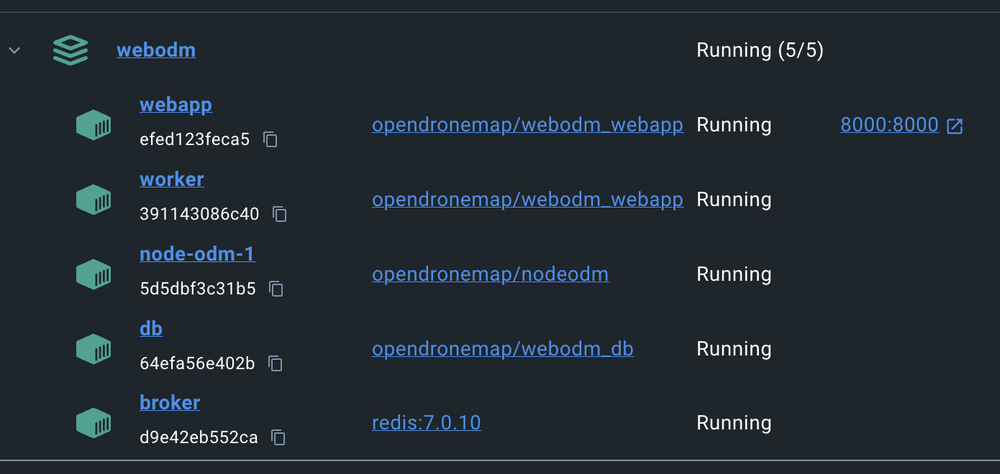 webodm Running (5/5)
webapp
efed123feca5 opendronemap/webodm_webapp Running 8000:8000
worker
391143086c40 opendronemap/webodm_webapp Running
node-odm-1
5d5dbf3c31b5 opendronemap/nodeodm Running
db
64efa56e402b opendronemap/webodm_db Running
broker
d9e42eb552ca redis:7.0.10 Running